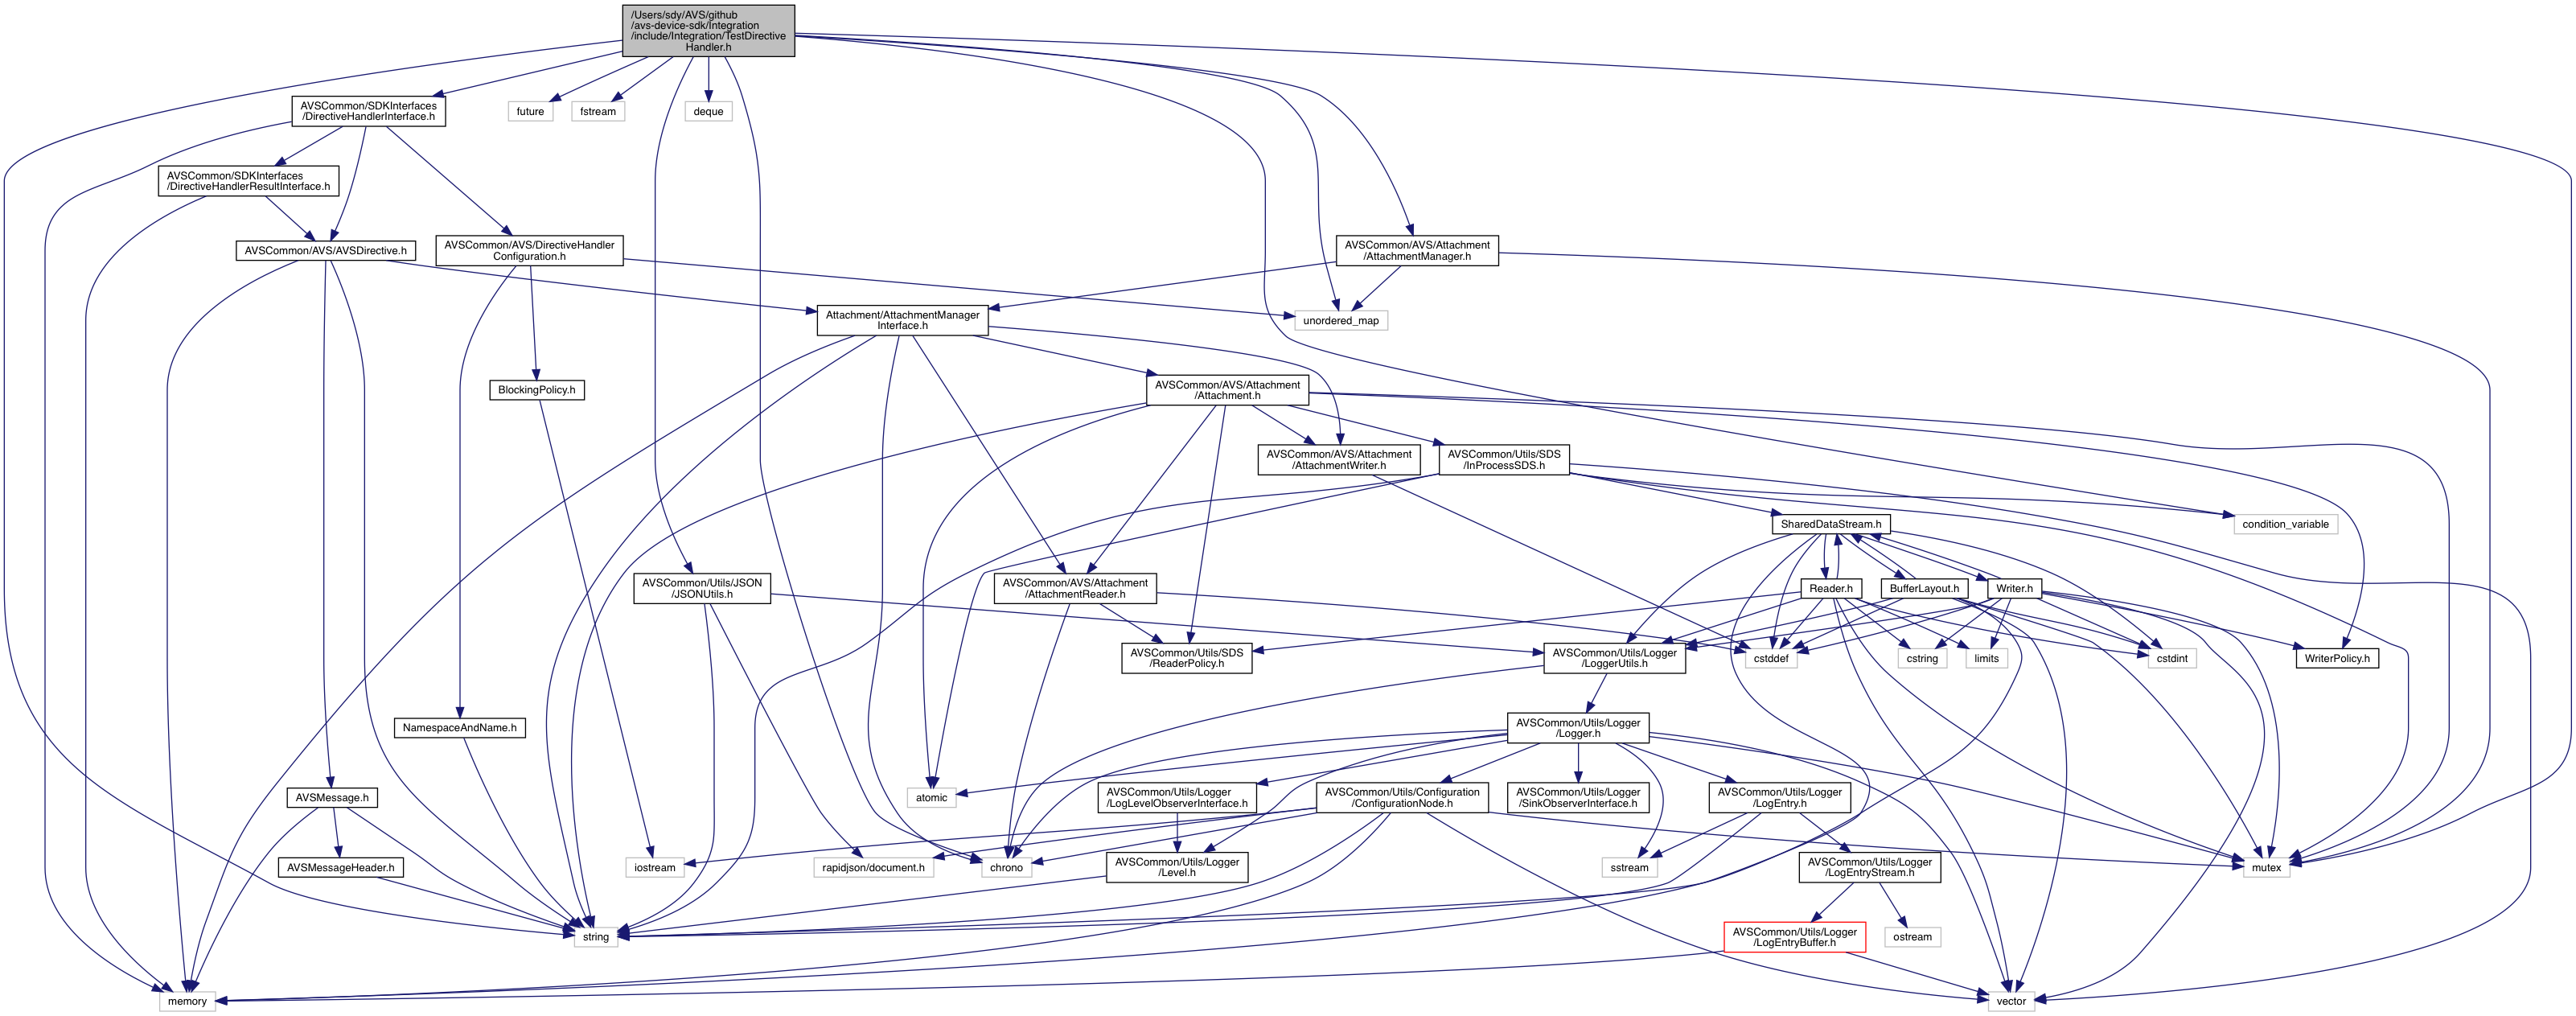 /Users/sdy/AVS/github
/avs-device-sdk/Integration
/include/Integration/TestDirective
Handler.h
AVSCommon/SDKInterfaces
/DirectiveHandlerInterface.h
future
fstream
deque
AVSCommon/SDKInterfaces
/DirectiveHandlerResultInterface.h
AVSCommon/AVS/AVSDirective.h
AVSCommon/AVS/DirectiveHandler
Configuration.h
AVSCommon/AVS/Attachment
/AttachmentManager.h
Attachment/AttachmentManager
Interface.h
unordered_map
BlockingPolicy.h
AVSCommon/AVS/Attachment
/Attachment.h
AVSCommon/AVS/Attachment
/AttachmentWriter.h
AVSCommon/Utils/SDS
/InProcessSDS.h
SharedDataStream.h
condition_variable
AVSCommon/Utils/JSON
/JSONUtils.h
AVSCommon/AVS/Attachment
/AttachmentReader.h
Reader.h
BufferLayout.h
Writer.h
AVSCommon/Utils/SDS
/ReaderPolicy.h
AVSCommon/Utils/Logger
/LoggerUtils.h
cstddef
cstring
limits
cstdint
WriterPolicy.h
NamespaceAndName.h
AVSCommon/Utils/Logger
/Logger.h
AVSMessage.h
atomic
AVSCommon/Utils/Logger
/LogLevelObserverInterface.h
AVSCommon/Utils/Configuration
/ConfigurationNode.h
AVSCommon/Utils/Logger
/SinkObserverInterface.h
AVSCommon/Utils/Logger
/LogEntry.h
AVSMessageHeader.h
iostream
rapidjson/document.h
chrono
AVSCommon/Utils/Logger
/Level.h
sstream
AVSCommon/Utils/Logger
/LogEntryStream.h
mutex
string
AVSCommon/Utils/Logger
/LogEntryBuffer.h
ostream
memory
vector